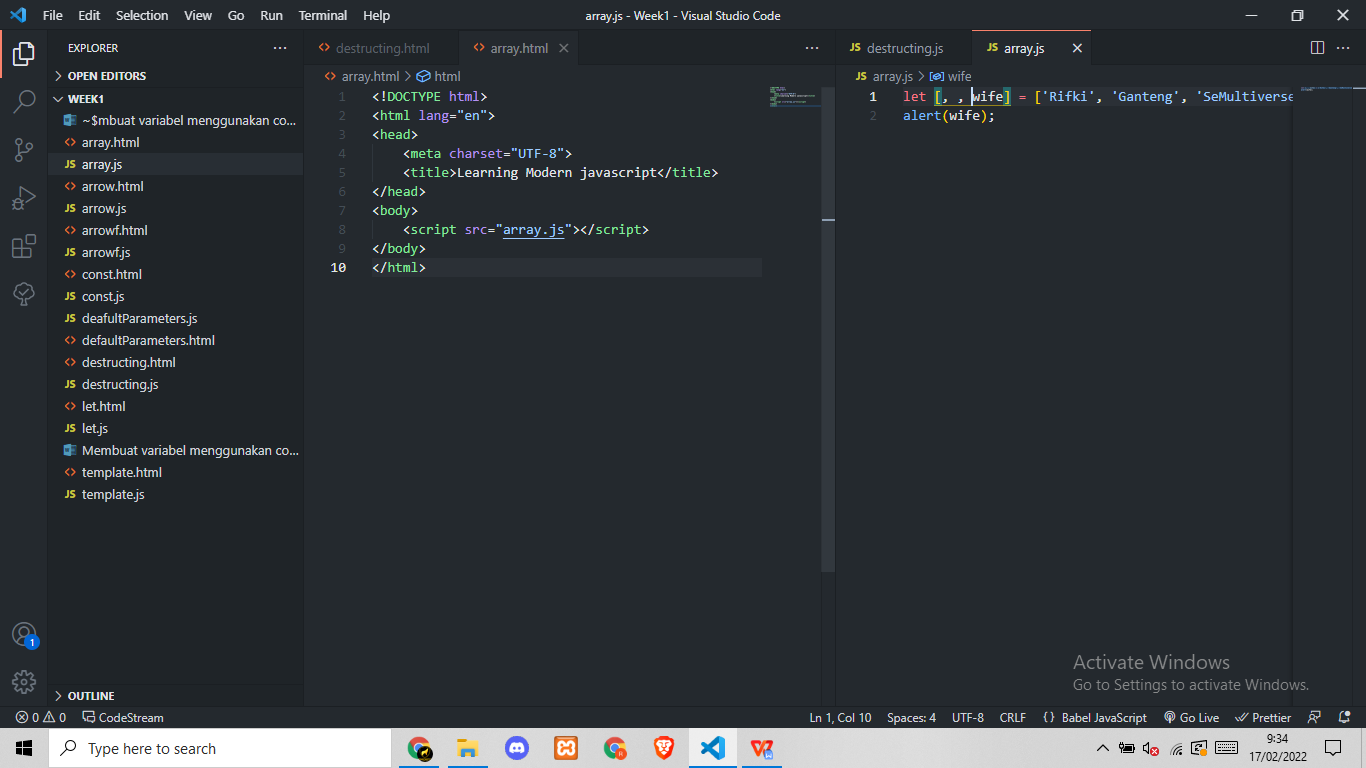 File Edit Selection View Go Run Terminal Help
array.js - Week1 - Visual Studio Code
EXPLORER
OPEN EDITORS
WEEK1
~$mbuat variabel menggunakan co...
array.html
array.js
arrow.html
arrow.js
arrowf.html
arrowf.js
const.html
const.js
deafultParameters.js
defaultParameters.html
destructing.html
destructing.js
let.html
let.js
Membuat variabel menggunakan co...
template.html
template.js
OUTLINE
destructing.html array.html
array.html > html
1 <!DOCTYPE html>
2 <html lang="en">
3 <head>
4 <meta charset="UTF-8">
5 <title>Learning Modern javascript</title>
6 </head>
7 <body>
8 <script src="array.js"></script>
9 </body>
10 </html>
JS destructing.js JS array.js
JS array.js > wife
1 let [, , wife] = ['Rifki', 'Ganteng', 'SeMultiverse
2 alert(wife);
Activate Windows
Go to Settings to activate Windows.
1
0 0 CodeStream
Ln 1, Col 10 Spaces: 4 UTF-8 CRLF {} Babel JavaScript Go Live Prettier
Type here to search
9:34
17/02/2022